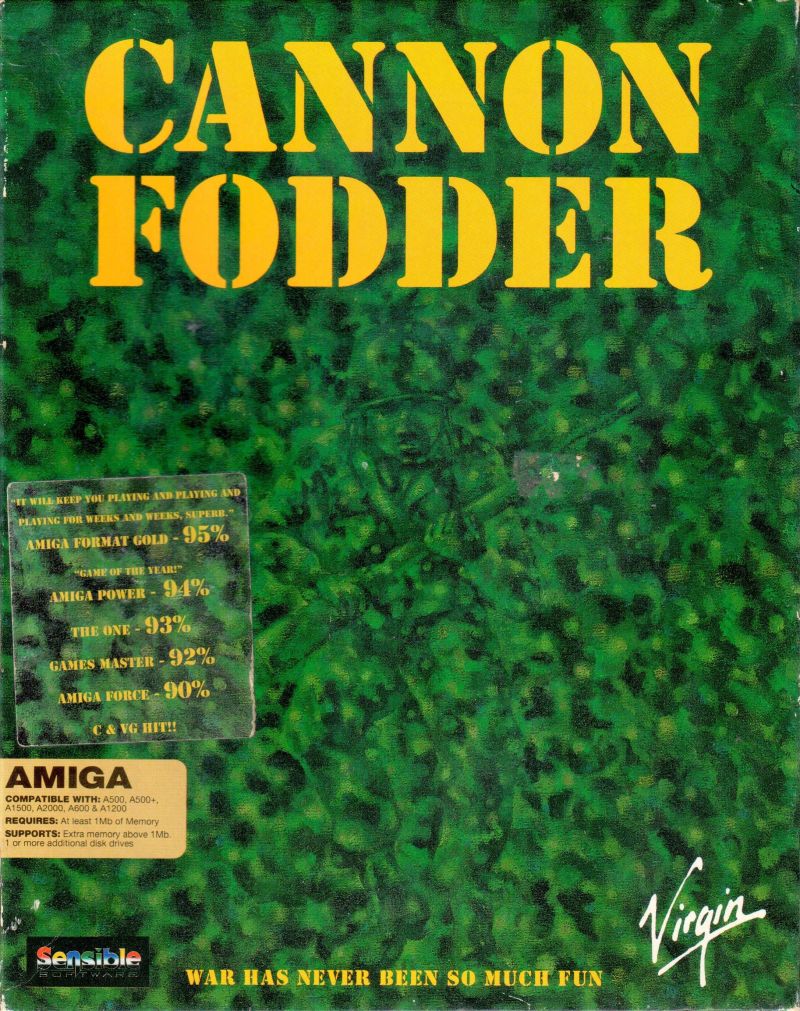 CANNON
FODDER
"IT WILL KEEP YOU PLAYING AND PLAYING AND
PLAYING FOR WEEKS AND WEEKS, SUPERB."
AMIGA FORMAT GOLD - 95%
"GAME OF THE YEAR!"
AMIGA POWER - 94%
THE ONE - 93%
GAMES MASTER - 92%
AMIGA FORCE - 90%
C & VG HIT!!
AMIGA
COMPATIBLE WITH: A500, A500+,
A1500, A2000, A600 & A1200
REQUIRES: At least 1Mb of Memory
SUPPORTS: Extra memory above 1Mb.
1 or more additional disk drives
Virgin
Sensible
SOFTWARE
WAR HAS NEVER BEEN SO MUCH FUN